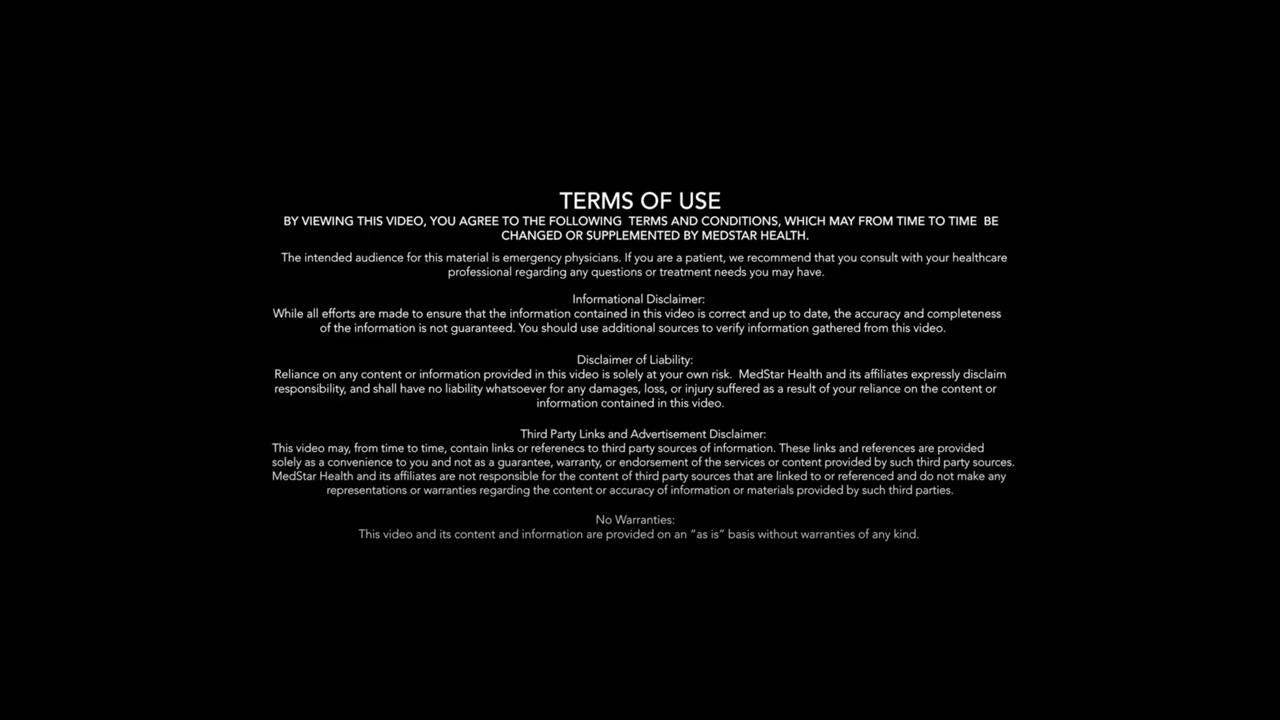 TERMS OF USE
BY VIEWING THIS VIDEO, YOU AGREE TO THE FOLLOWING  TERMS AND CONDITIONS, WHICH MAY FROM TIME TO TIME  BE
CHANGED OR SUPPLEMENTED BY MEDSTAR HEALTH.
The intended audience for this material is emergency physicians. If you are a patient, we recommend that you consult with your healthcare
professional regarding any questions or treatment needs you may have.
Informational Disclaimer:
While all efforts are made to ensure that the information contained in this video is correct and up to date, the accuracy and completeness
of the information is not guaranteed. You should use additional sources to verify information gathered from this video.
Disclaimer of Liability:
Reliance on any content or information provided in this video is solely at your own risk.  MedStar Health and its affiliates expressly disclaim
responsibility, and shall have no liability whatsoever for any damages, loss, or injury suffered as a result of your reliance on the content or
information contained in this video.
Third Party Links and Advertisement Disclaimer:
This video may, from time to time, contain links or referenecs to third party sources of information. These links and references are provided
solely as a convenience to you and not as a guarantee, warranty, or endorsement of the services or content provided by such third party sources.
MedStar Health and its affiliates are not responsible for the content of third party sources that are linked to or referenced and do not make any
representations or warranties regarding the content or accuracy of information or materials provided by such third parties.
No Warranties:
This video and its content and information are provided on an “as is” basis without warranties of any kind.